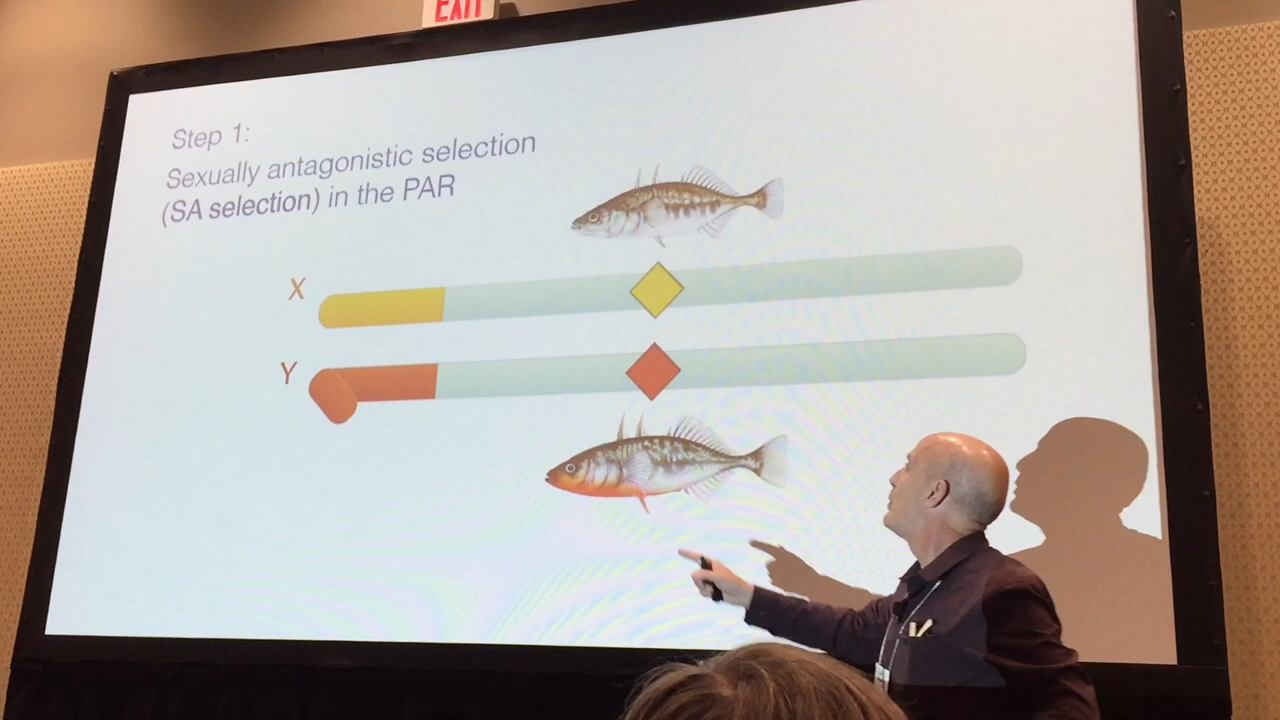 EXIT
Step 1:
Sexually antagonistic selection
(SA selection) in the PAR
X
Y